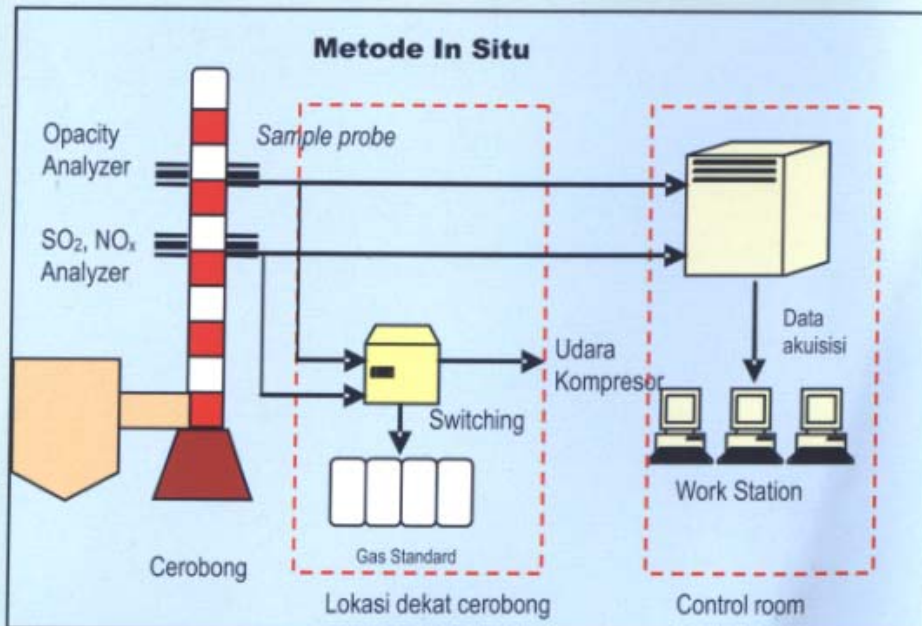 Metode In Situ
Opacity
Analyzer
Sample probe
SO₂, NOₓ
Analyzer
Data
akuisisi
Udara
Kompresor
Switching
Work Station
Gas Standard
Cerobong
Lokasi dekat cerobong
Control room